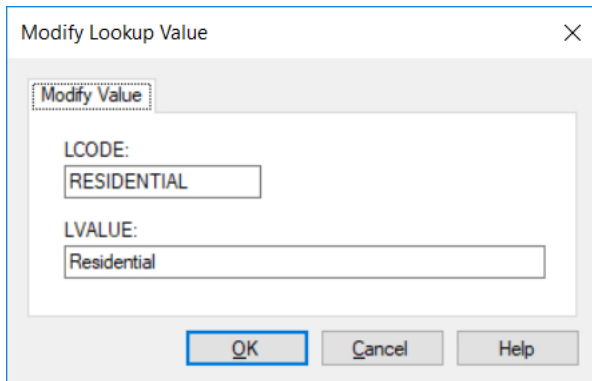 Modify Lookup Value
Modify Value
LCODE:
RESIDENTIAL
LVALUE:
Residential
OK Cancel Help